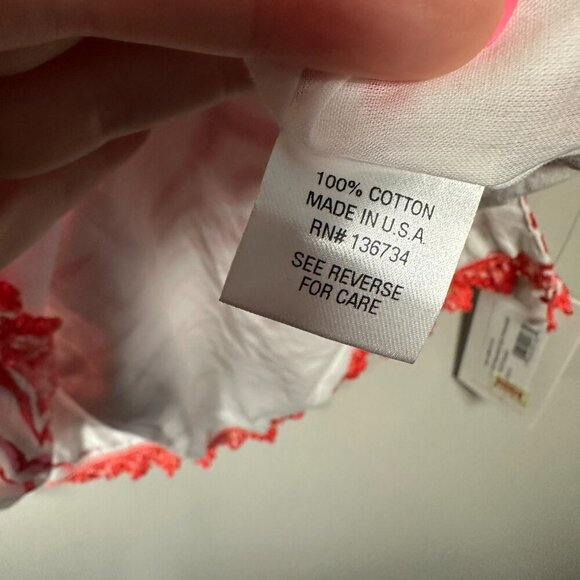 100% COTTON
MADE IN U.S.A.
RN# 136734
SEE REVERSE
FOR CARE